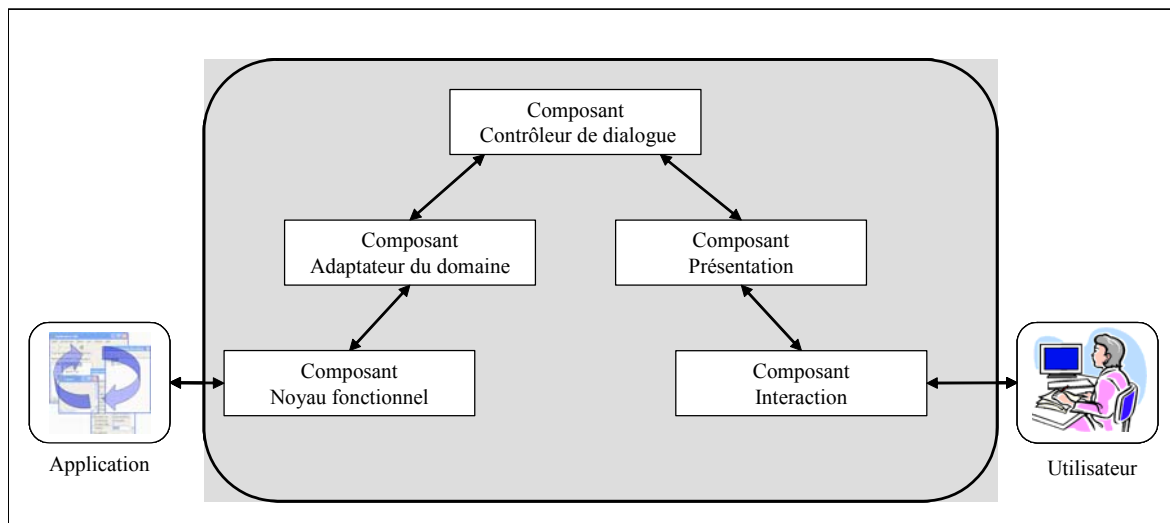 Composant
Contrôleur de dialogue
Composant
Adaptateur du domaine
Composant
Présentation
Composant
Noyau fonctionnel
Composant
Interaction
Application
Utilisateur